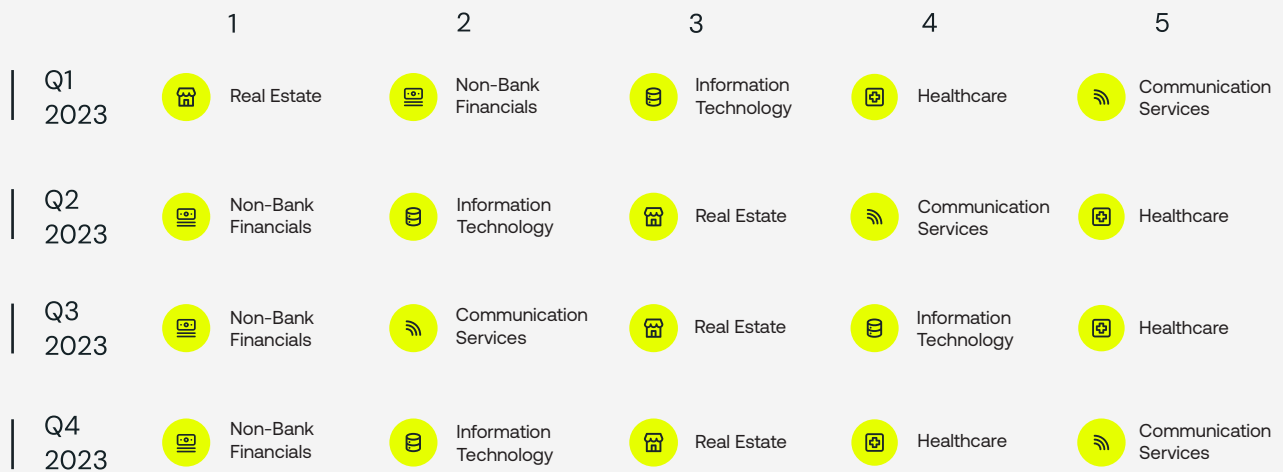 1 2 3 4 5
Q1
2023
Real Estate
Non-Bank
Financials
Information
Technology
Healthcare
Communication
Services
Q2
2023
Non-Bank
Financials
Information
Technology
Real Estate
Communication
Services
Healthcare
Q3
2023
Non-Bank
Financials
Communication
Services
Real Estate
Information
Technology
Healthcare
Q4
2023
Non-Bank
Financials
Information
Technology
Real Estate
Healthcare
Communication
Services